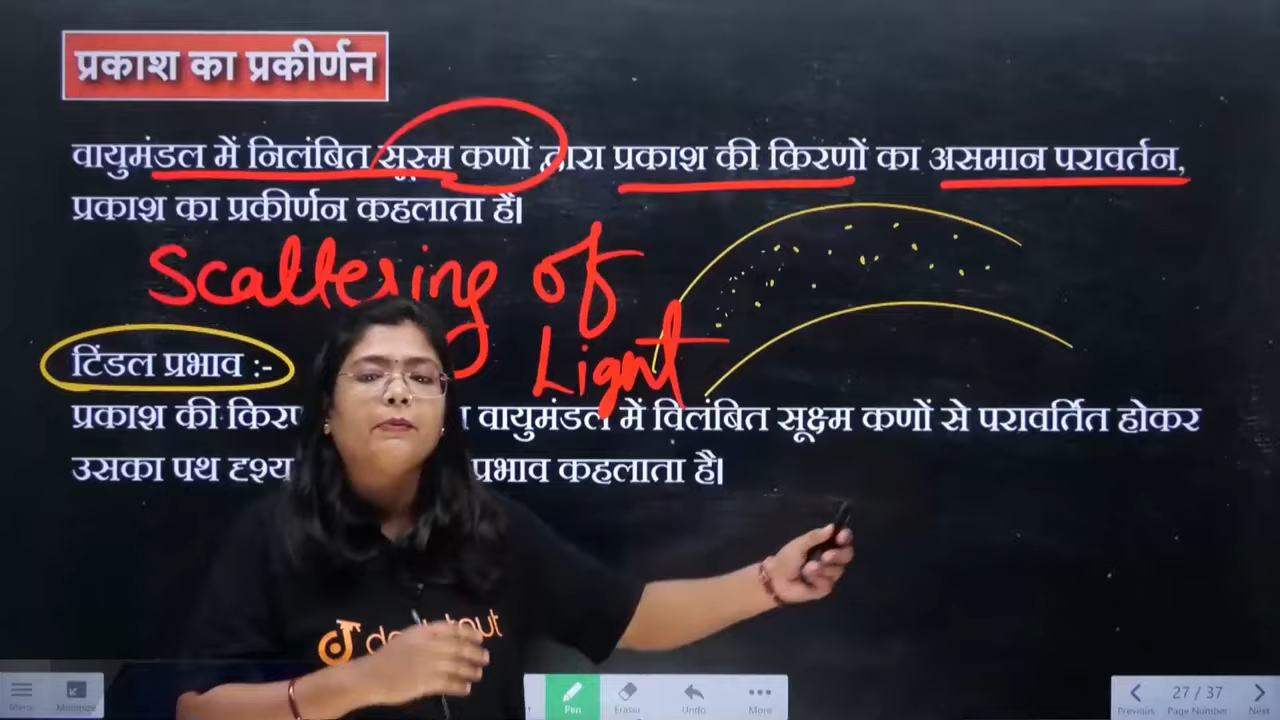 प्रकाश का प्रकीर्णन
वायुमंडल में निलंबित सूस्म कणों द्वारा प्रकाश की किरणों का असमान परावर्तन,
प्रकाश का प्रकीर्णन कहलाता है।
Scattering of
Light
टिंडल प्रभाव :-
प्रकाश की वायुमंडल में विलंबित सूक्ष्म कणों से परावर्तित होकर
उसका पथ दृश्य प्रभाव कहलाता है।
Menu Minimize Pen Eraser Undo More Previous 27 / 37 Page Number Next